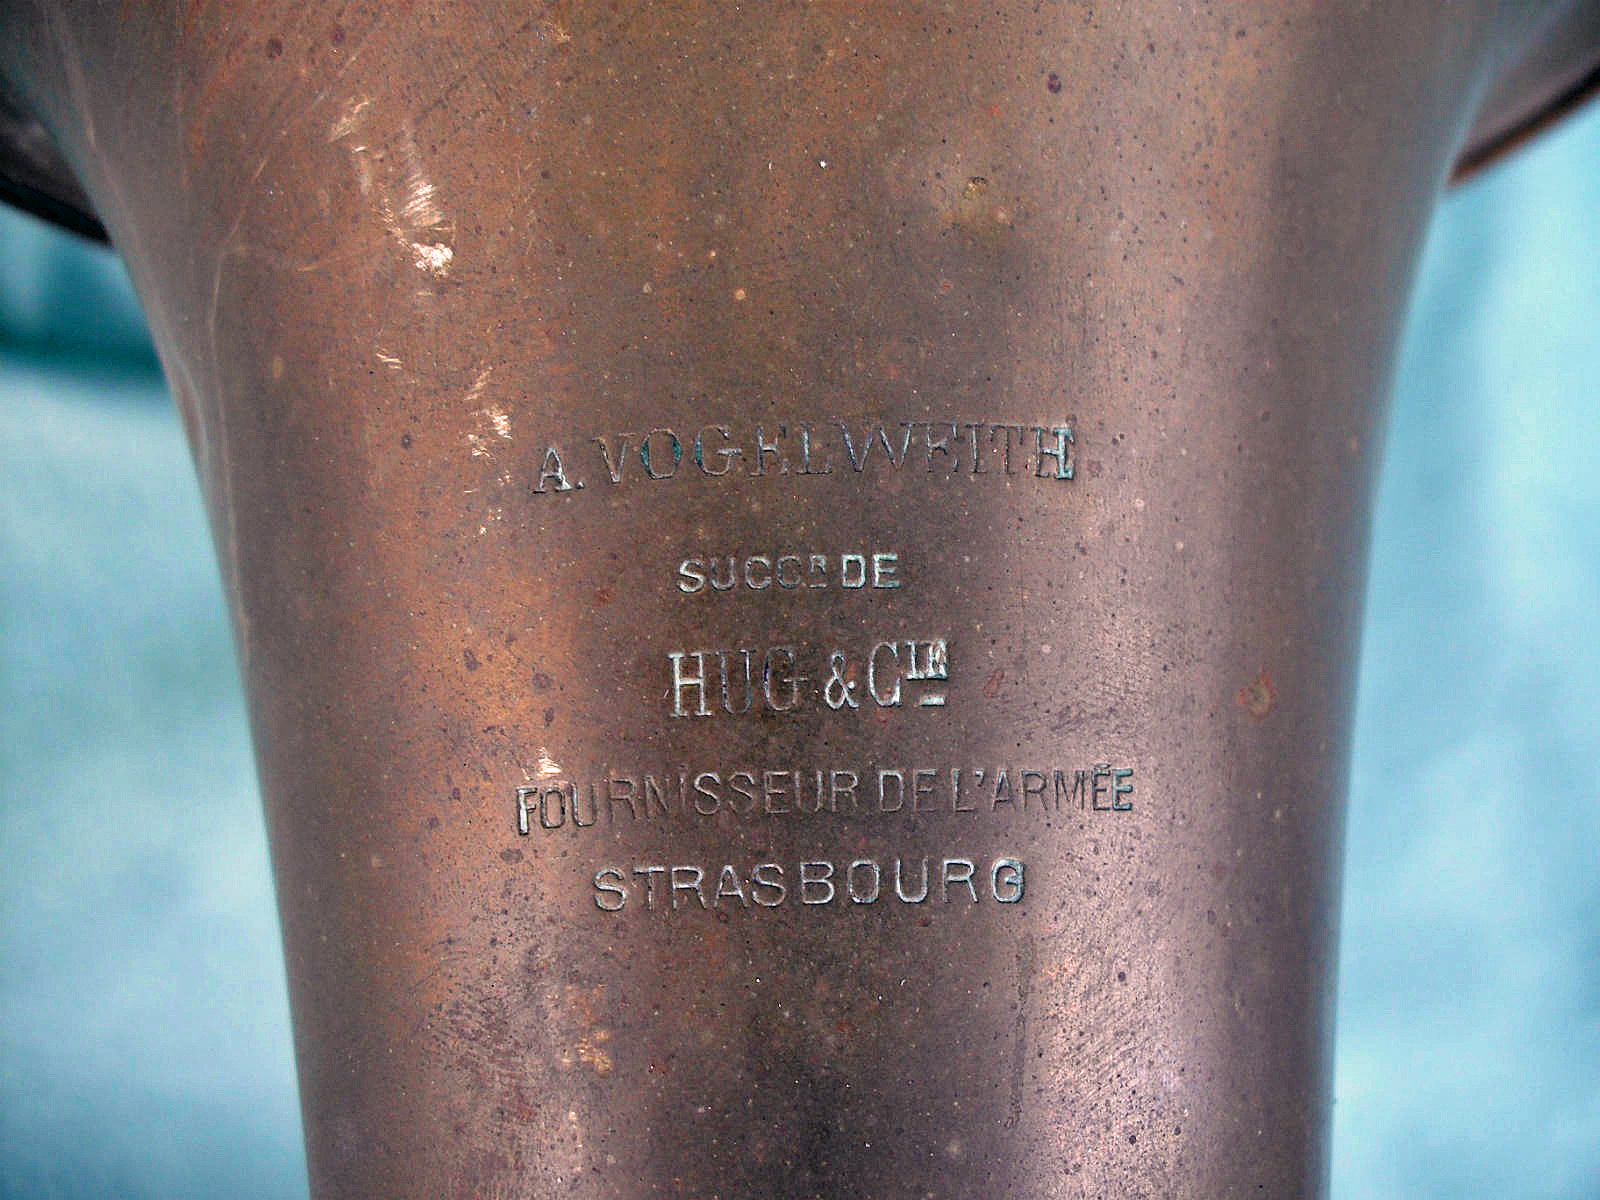 A. VOGELWEITH
SUCCR DE
HUG & CIE
FOURNISSEUR DE L'ARMÉE
STRASBOURG